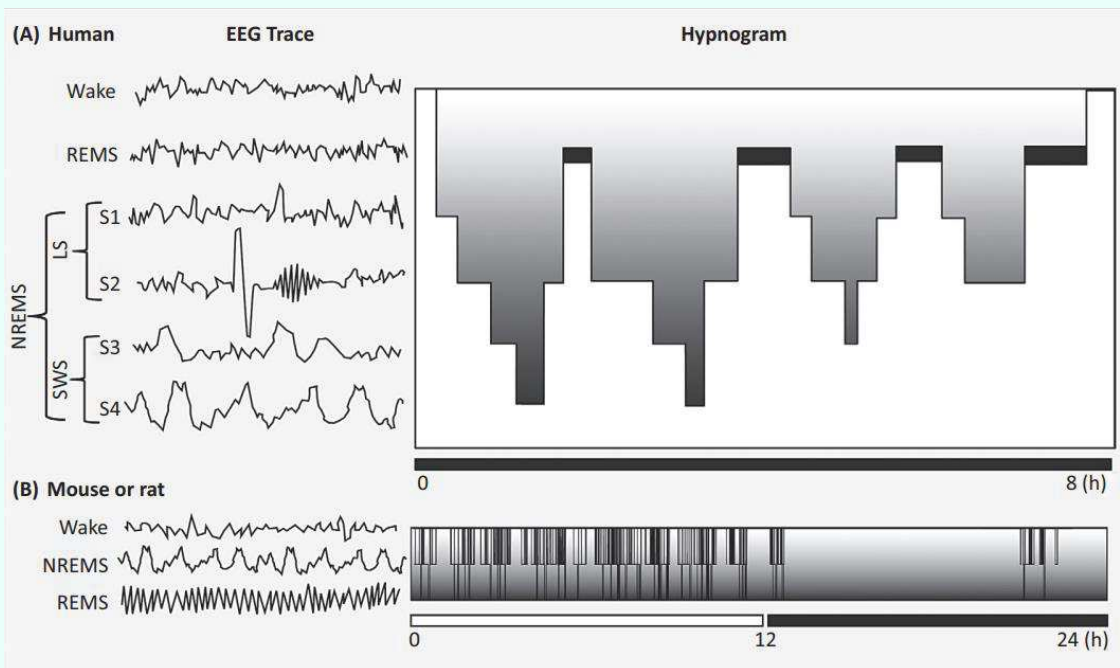 (A) Human EEG Trace Hypnogram
Wake
REMS
S1
LS
S2
NREMS
S3
SWS
S4
0 8 (h)
(B) Mouse or rat
Wake
NREMS
REMS
0 12 24 (h)